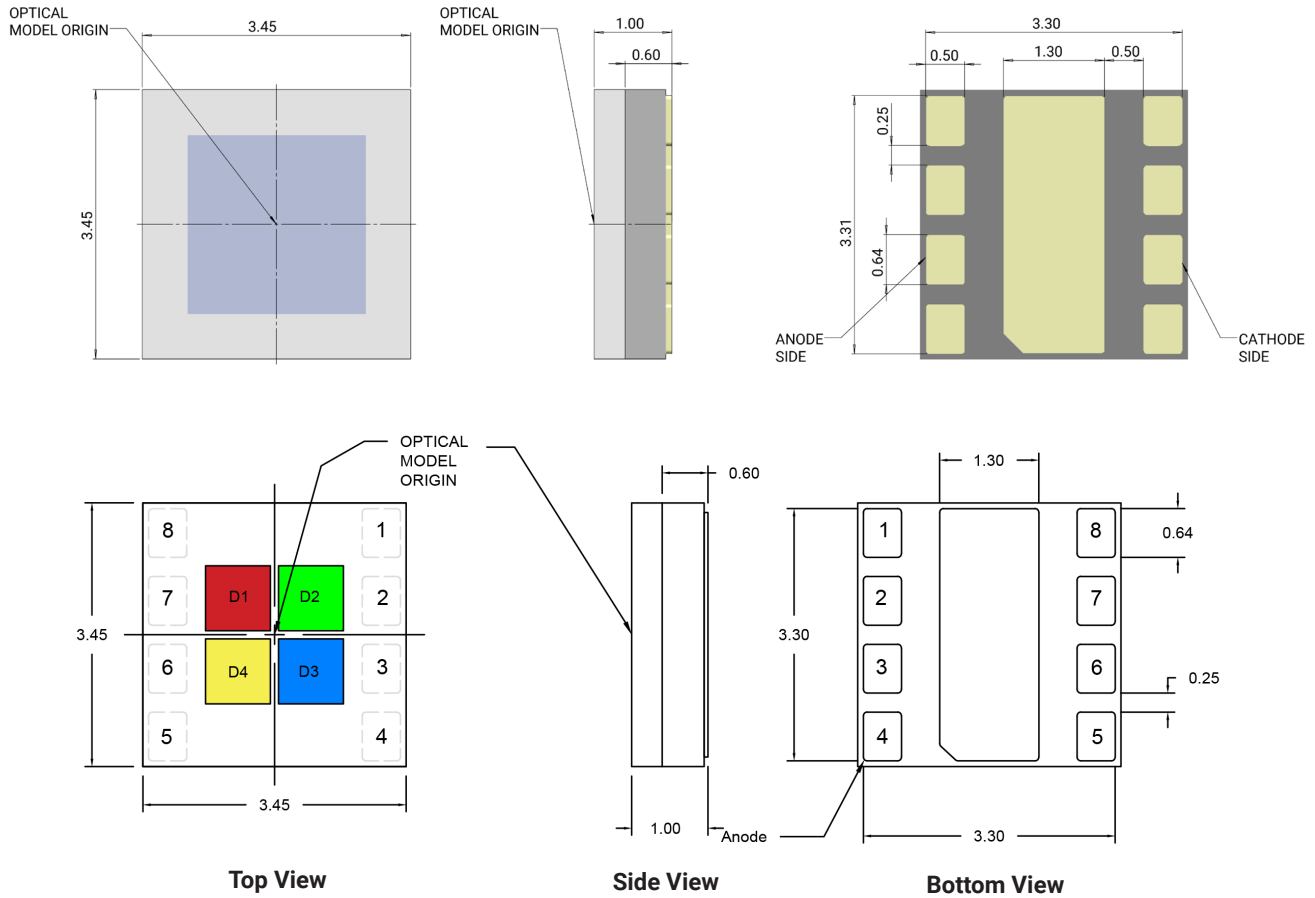 OPTICAL
MODEL ORIGIN
3.45
3.45
OPTICAL
MODEL ORIGIN
1.00
0.60
3.30
0.50
1.30
0.50
0.25
3.31
0.64
ANODE
SIDE
CATHODE
SIDE
OPTICAL
MODEL
ORIGIN
8
1
7
D1
D2
2
3.45
6
D4
D3
3
5
4
3.45
Top View
0.60
1.00
Side View
1.30
1
8
0.64
2
7
3.30
3
6
0.25
4
5
Anode
3.30
Bottom View